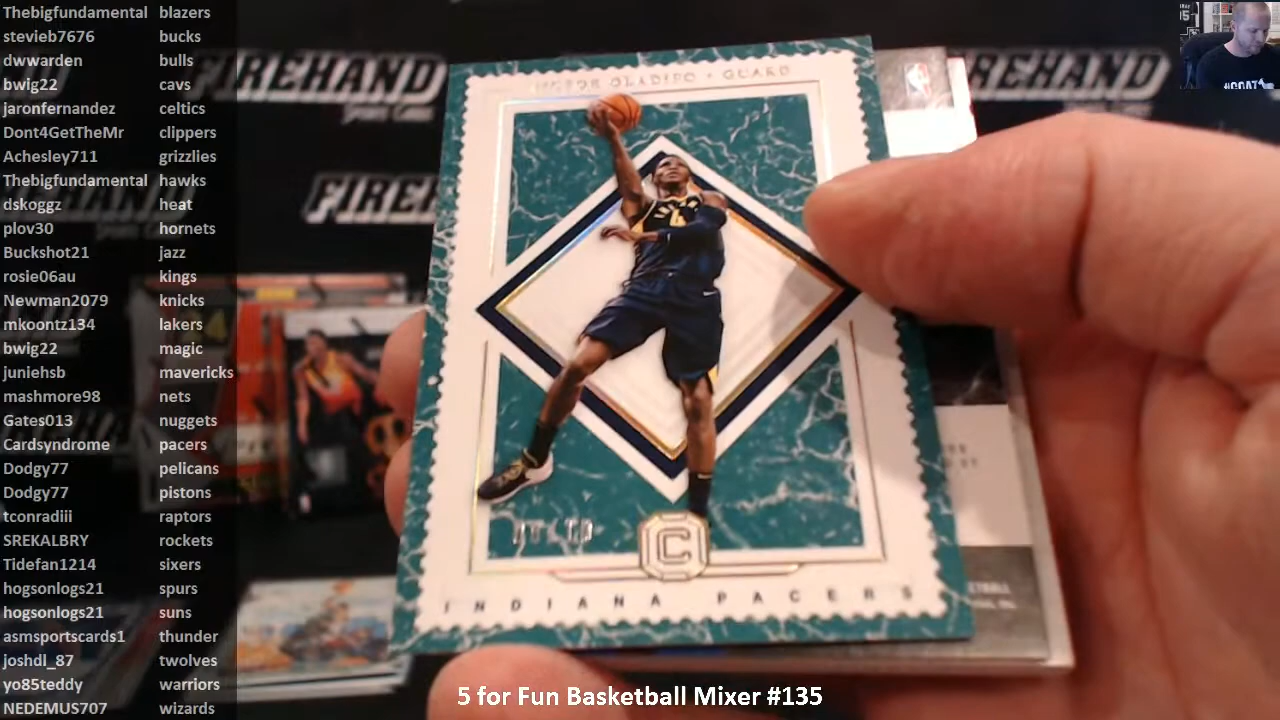 Thebigfundamental blazers
stevieb7676 bucks
dwwarden bulls
bwig22 cavs
jaronfernandez celtics
Dont4GetTheMr clippers
Achesley711 grizzlies
Thebigfundamental hawks
dskoggz heat
plov30 hornets
Buckshot21 jazz
rosie06au kings
Newman2079 knicks
mkoontz134 lakers
bwig22 magic
juniehsb mavericks
mashmore98 nets
Gates013 nuggets
Cardsyndrome pacers
Dodgy77 pelicans
Dodgy77 pistons
tconradiii raptors
SREKALBRY rockets
Tidefan1214 sixers
hogsonlogs21 spurs
hogsonlogs21 suns
asmsportscards1 thunder
joshdl_87 twolves
yo85teddy warriors
NEDEMUS707 wizards
FIREHAND
FIREHAND
VICTOR OLADIPO • GUARD
C
INDIANA PACERS
5 for Fun Basketball Mixer #135